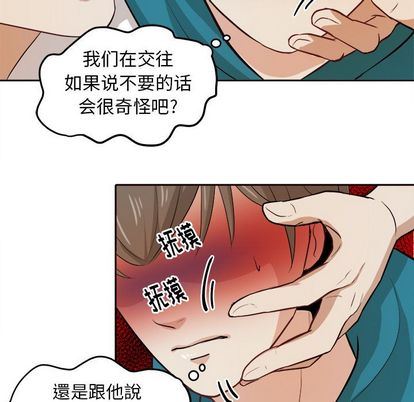 我们在交往
如果说不要的话
会很奇怪吧?
抚摸
抚摸
還是跟他說